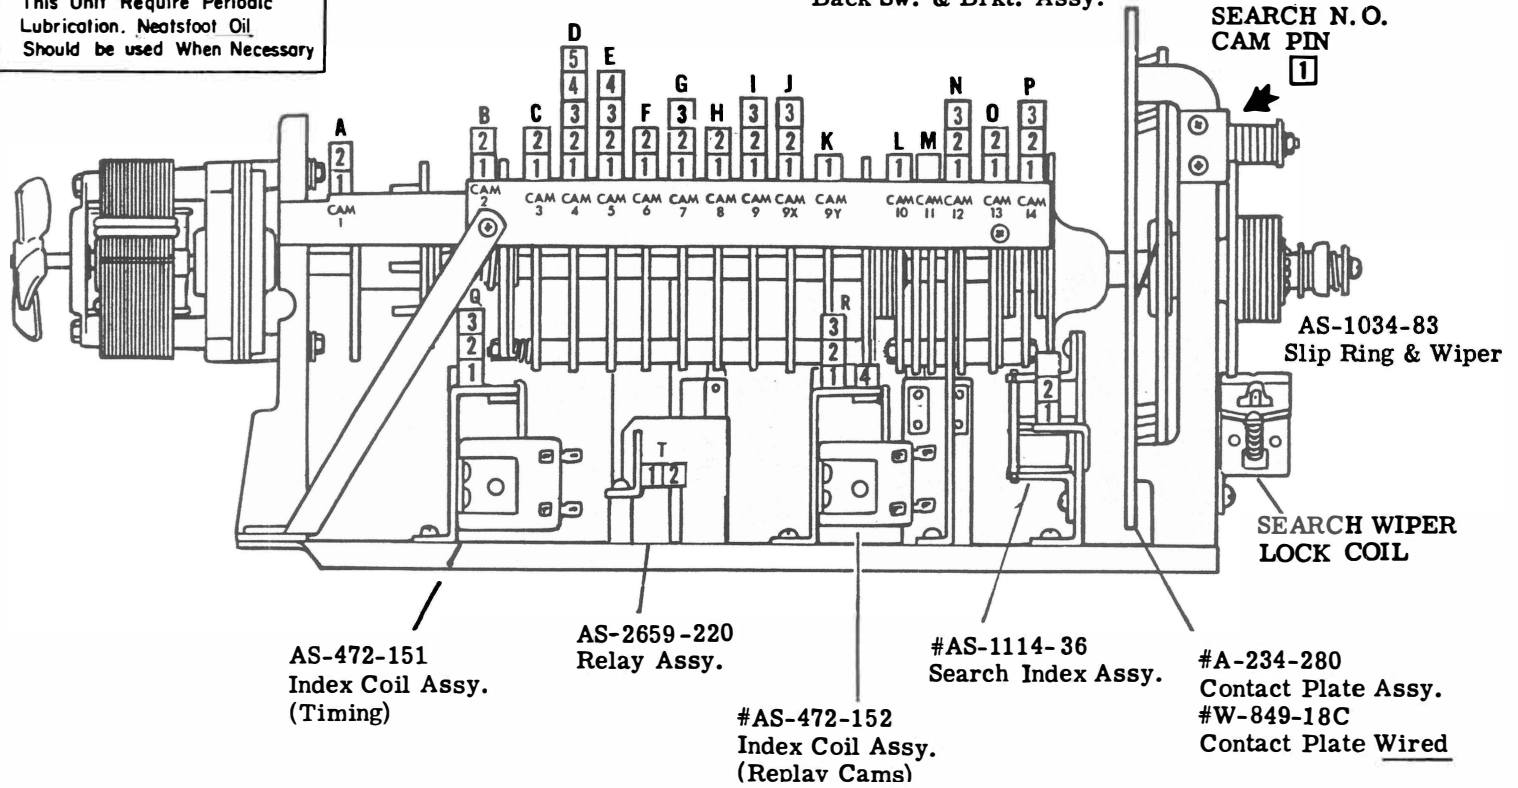 This Unit Require Periodic
Lubrication. Neatsfoot Oil
Should be used When Necessary
Back Sw. & Brkt. Assy.
SEARCH N.O.
CAM PIN
1
A
2
1
B
2
1
C
2
1
D
5
4
3
2
1
E
4
3
2
1
F
2
1
G
3
2
1
H
2
1
I
3
2
1
J
3
2
1
K
1
L
1
M
N
3
2
1
O
2
1
P
3
2
1
CAM 1
CAM 2
CAM 3
CAM 4
CAM 5
CAM 6
CAM 7
CAM 8
CAM 9
CAM 9X
CAM 9Y
CAM 10
CAM 11
CAM 12
CAM 13
CAM 14
Q
3
2
1
R
3
2
1
4
2
1
T
1 2
AS-1034-83
Slip Ring & Wiper
SEARCH WIPER
LOCK COIL
AS-472-151
Index Coil Assy.
(Timing)
AS-2659-220
Relay Assy.
#AS-472-152
Index Coil Assy.
(Replay Cams)
#AS-1114-36
Search Index Assy.
#A-234-280
Contact Plate Assy.
#W-849-18C
Contact Plate Wired